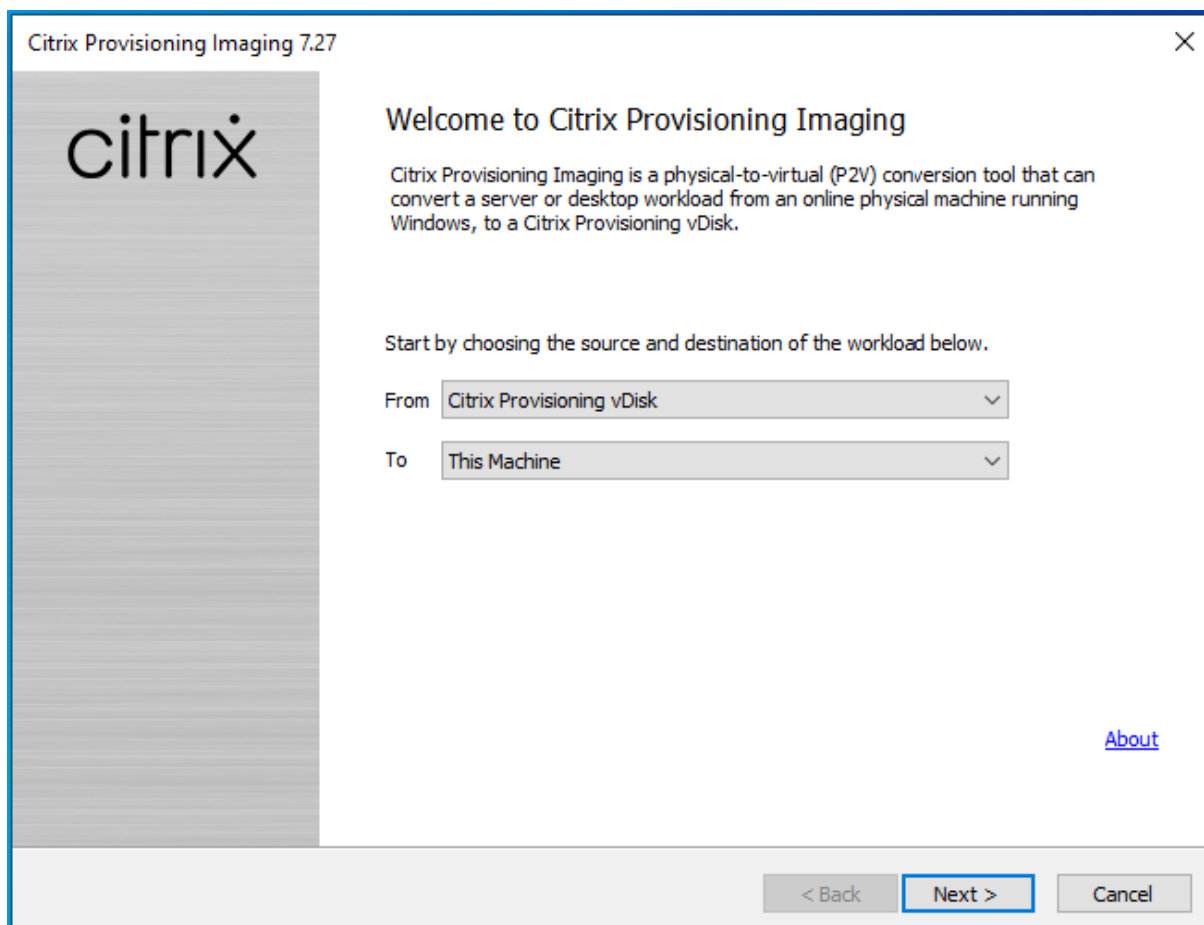 Citrix Provisioning Imaging 7.27
citrix
Welcome to Citrix Provisioning Imaging
Citrix Provisioning Imaging is a physical-to-virtual (P2V) conversion tool that can
convert a server or desktop workload from an online physical machine running
Windows, to a Citrix Provisioning vDisk.
Start by choosing the source and destination of the workload below.
From Citrix Provisioning vDisk
To This Machine
About
< Back Next > Cancel